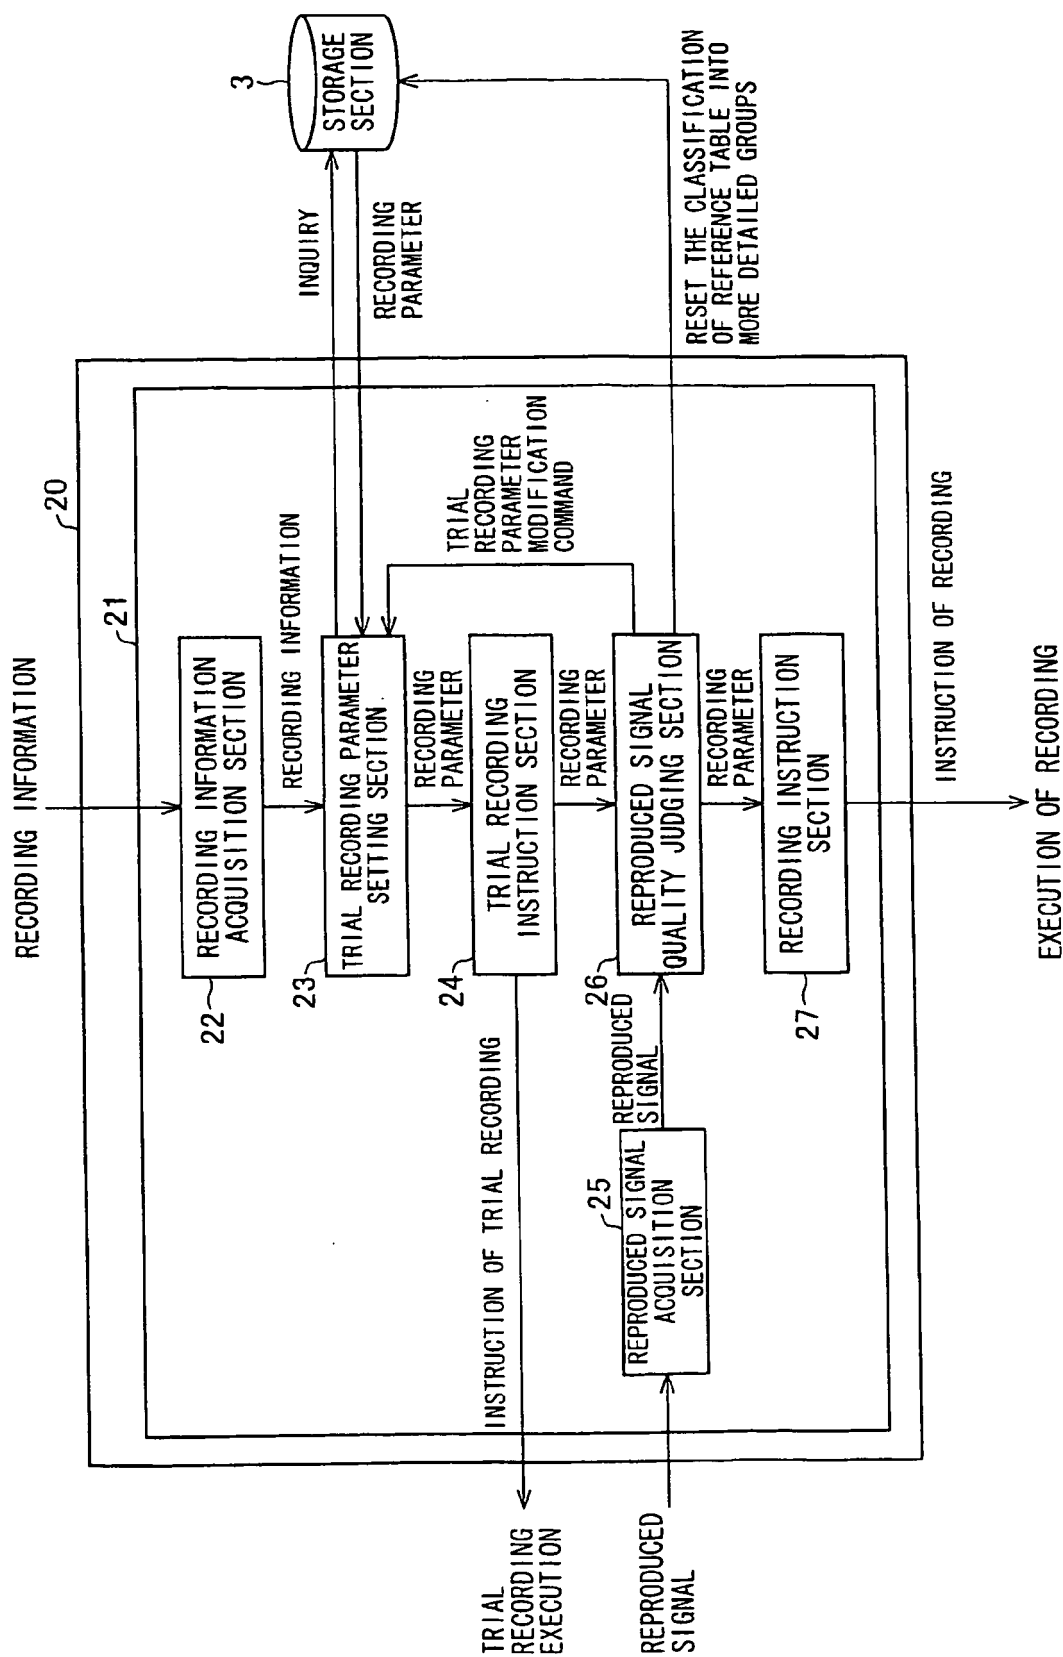 RECORDING INFORMATION
20
21
RECORDING INFORMATION
ACQUISITION SECTION
22
RECORDING INFORMATION
TRIAL RECORDING PARAMETER
SETTING SECTION
23
INQUIRY
RECORDING
PARAMETER
STORAGE
SECTION
3
RECORDING
PARAMETER
TRIAL
RECORDING
PARAMETER
MODIFICATION
COMMAND
TRIAL RECORDING
INSTRUCTION SECTION
24
INSTRUCTION OF TRIAL RECORDING
TRIAL
RECORDING
EXECUTION
RECORDING
PARAMETER
REPRODUCED SIGNAL
QUALITY JUDGING SECTION
26
REPRODUCED
SIGNAL
25
REPRODUCED SIGNAL
ACQUISITION
SECTION
REPRODUCED
SIGNAL
RESET THE CLASSIFICATION
OF REFERENCE TABLE INTO
MORE DETAILED GROUPS
RECORDING
PARAMETER
RECORDING INSTRUCTION
SECTION
27
INSTRUCTION OF RECORDING
EXECUTION OF RECORDING